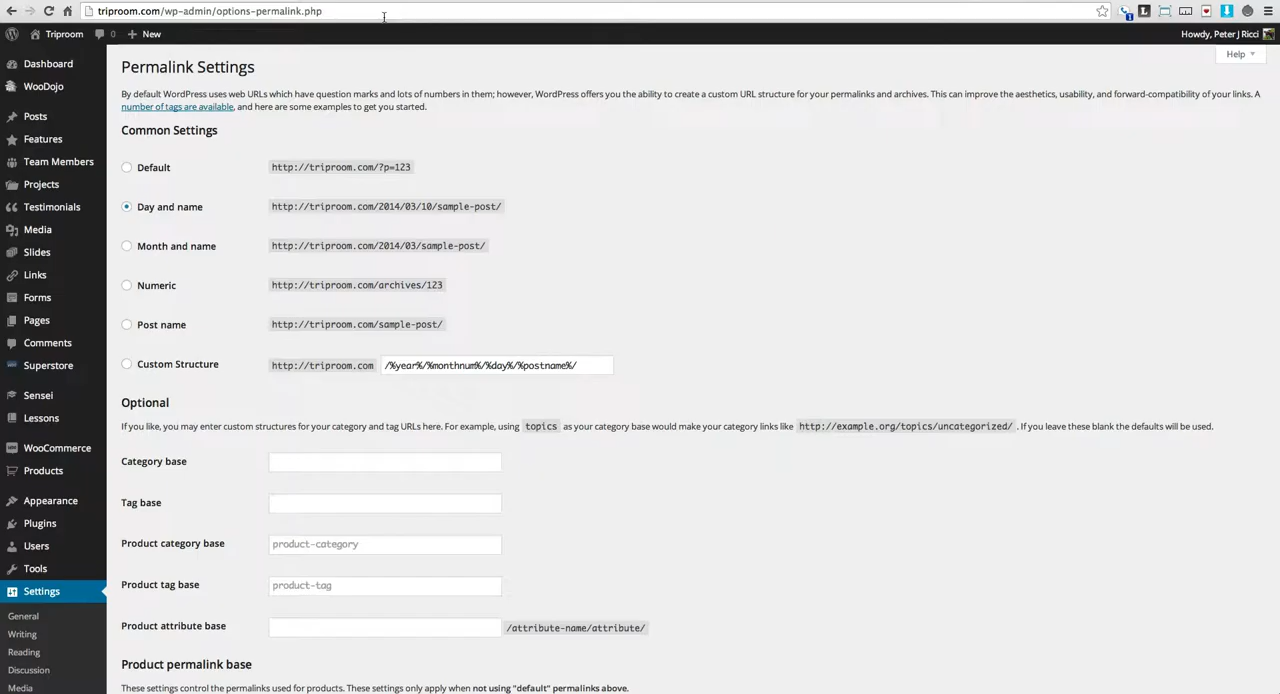 triproom.com/wp-admin/options-permalink.php
Triproom 0 New Howdy, Peter J Ricci
Help
Dashboard
WooDojo
Posts
Features
Team Members
Projects
Testimonials
Media
Slides
Links
Forms
Pages
Comments
Superstore
Sensei
Lessons
WooCommerce
Products
Appearance
Plugins
Users
Tools
Settings
General
Writing
Reading
Discussion
Media
Permalink Settings
By default WordPress uses web URLs which have question marks and lots of numbers in them; however, WordPress offers you the ability to create a custom URL structure for your permalinks and archives. This can improve the aesthetics, usability, and forward-compatibility of your links. A
number of tags are available, and here are some examples to get you started.
Common Settings
Default http://triproom.com/?p=123
Day and name http://triproom.com/2014/03/10/sample-post/
Month and name http://triproom.com/2014/03/sample-post/
Numeric http://triproom.com/archives/123
Post name http://triproom.com/sample-post/
Custom Structure http://triproom.com /%year%/%monthnum%/%day%/%postname%/
Optional
If you like, you may enter custom structures for your category and tag URLs here. For example, using topics as your category base would make your category links like http://example.org/topics/uncategorized/ . If you leave these blank the defaults will be used.
Category base
Tag base
Product category base product-category
Product tag base product-tag
Product attribute base /attribute-name/attribute/
Product permalink base
These settings control the permalinks used for products. These settings only apply when not using "default" permalinks above.